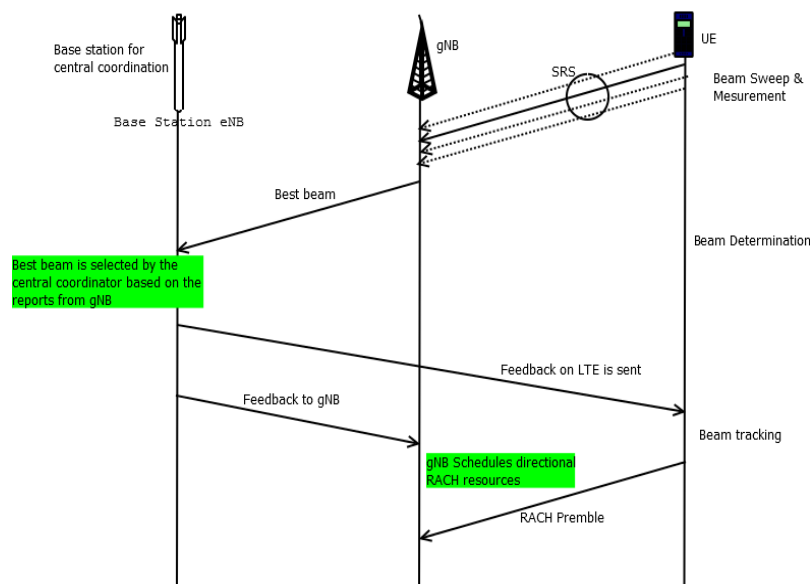 Base station for
central coordination
Base Station eNB
gNB
UE
SRS
Beam Sweep &
Mesurement
Best beam
Beam Determination
Best beam is selected by the
central coordinator based on the
reports from gNB
Feedback on LTE is sent
Feedback to gNB
Beam tracking
gNB Schedules directional
RACH resources
RACH Premble